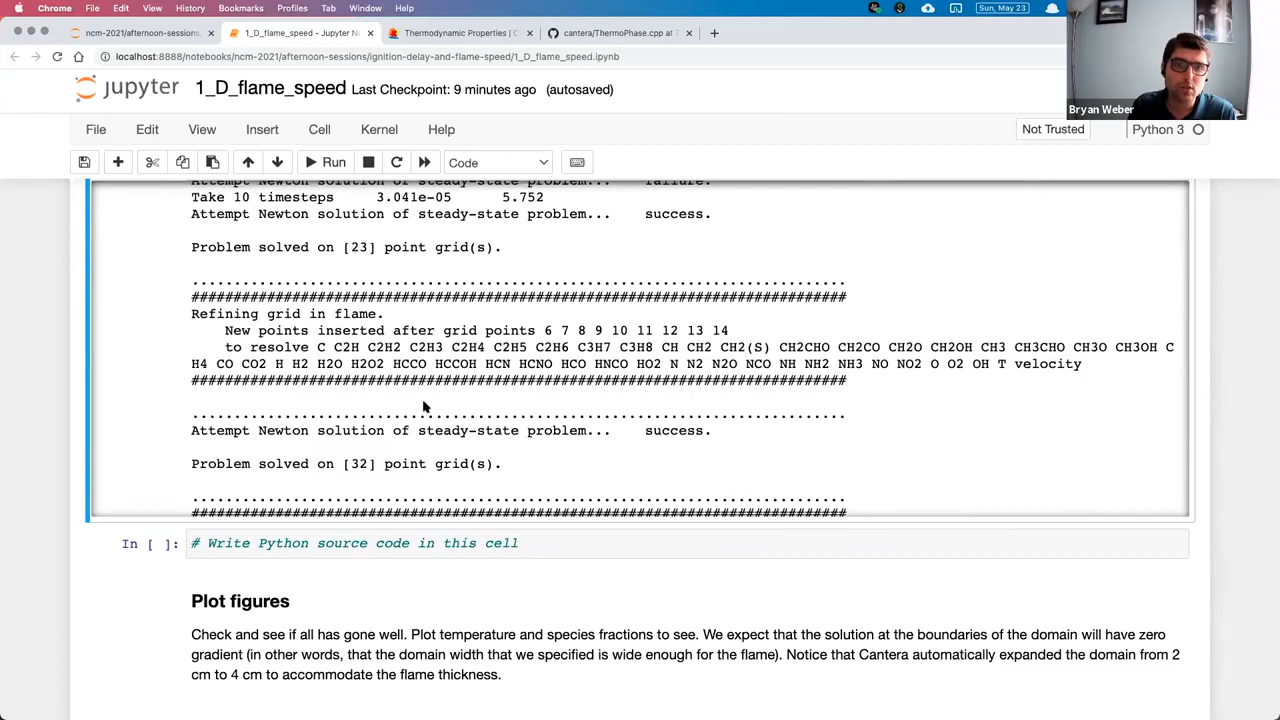 Chrome File Edit View History Bookmarks Profiles Tab Window Help Sun, May 23
ncm-2021/afternoon-sessions, 1_D_flame_speed - Jupyter N Thermodynamic Properties | C cantera/ThermoPhase.cpp at
localhost:8888/notebooks/ncm-2021/afternoon-sessions/ignition-delay-and-flame-speed/1_D_flame_speed.ipynb
jupyter 1_D_flame_speed Last Checkpoint: 9 minutes ago (autosaved)
Bryan Weber
File Edit View Insert Cell Kernel Help Not Trusted Python 3
Run Code
Attempt Newton solution of steady-state problem... failure.
Take 10 timesteps 3.041e-05 5.752
Attempt Newton solution of steady-state problem... success.
Problem solved on [23] point grid(s).
..............................................................................
##############################################################################
Refining grid in flame.
New points inserted after grid points 6 7 8 9 10 11 12 13 14
to resolve C C2H C2H2 C2H3 C2H4 C2H5 C2H6 C3H7 C3H8 CH CH2 CH2(S) CH2CHO CH2CO CH2O CH2OH CH3 CH3CHO CH3O CH3OH C
H4 CO CO2 H H2 H2O H2O2 HCCO HCCOH HCN HCNO HCO HNCO HO2 N N2 N2O NCO NH NH2 NH3 NO NO2 O O2 OH T velocity
##############################################################################
..............................................................................
Attempt Newton solution of steady-state problem... success.
Problem solved on [32] point grid(s).
..............................................................................
##############################################################################
In [ ]: # Write Python source code in this cell
Plot figures
Check and see if all has gone well. Plot temperature and species fractions to see. We expect that the solution at the boundaries of the domain will have zero
gradient (in other words, that the domain width that we specified is wide enough for the flame). Notice that Cantera automatically expanded the domain from 2
cm to 4 cm to accommodate the flame thickness.